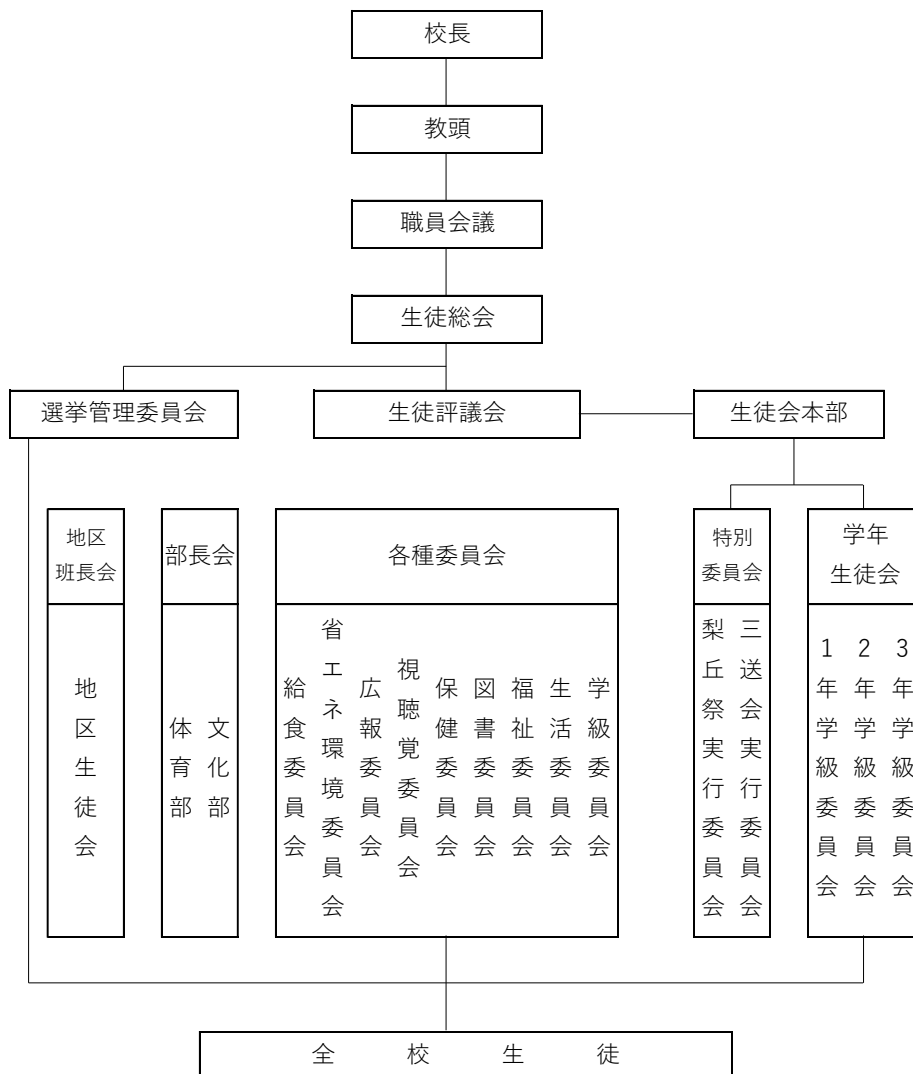 校長
教頭
職員会議
生徒総会
選挙管理委員会
生徒評議会
生徒会本部
地区
班長会
部長会
各種委員会
特別
委員会
学年
生徒会
地区生徒会
文化部
体育部
学級委員会
生活委員会
福祉委員会
図書委員会
保健委員会
視聴覚委員会
広報委員会
省エネ環境委員会
給食委員会
三送会実行委員会
梨丘祭実行委員会
3年学級委員会
2年学級委員会
1年学級委員会
全校生徒